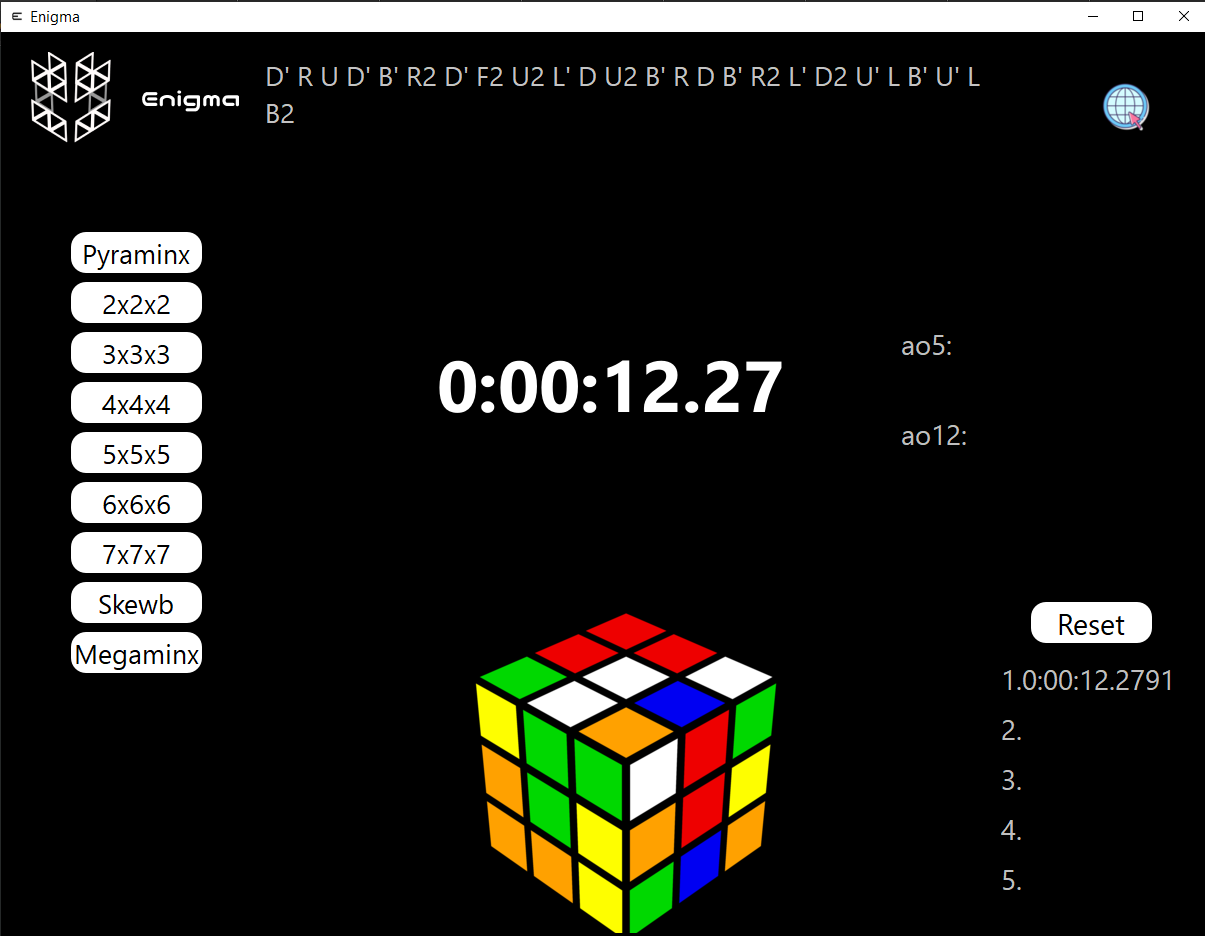 Enigma
Enigma
D' R U D' B' R2 D' F2 U2 L' D U2 B' R D B' R2 L' D2 U' L B' U' L
B2
Pyraminx
2x2x2
3x3x3
4x4x4
5x5x5
6x6x6
7x7x7
Skewb
Megaminx
0:00:12.27
ao5:
ao12:
Reset
1.0:00:12.2791
2.
3.
4.
5.